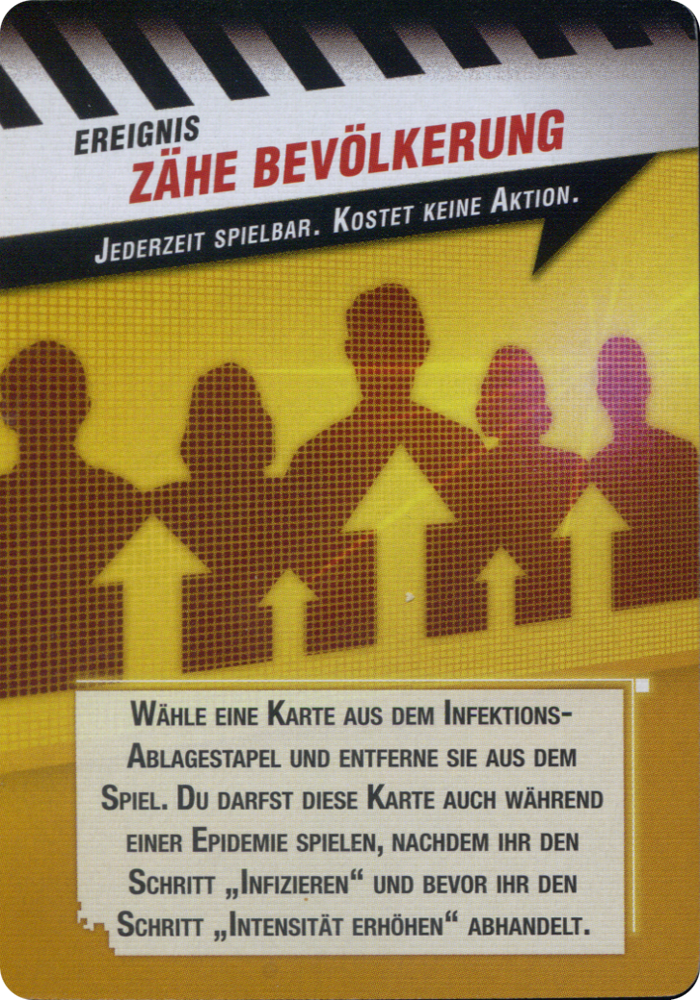 EREIGNIS
ZÄHE BEVÖLKERUNG
JEDERZEIT SPIELBAR. KOSTET KEINE AKTION.
WÄHLE EINE KARTE AUS DEM INFEKTIONS-
ABLAGESTAPEL UND ENTFERNE SIE AUS DEM
SPIEL. DU DARFST DIESE KARTE AUCH WÄHREND
EINER EPIDEMIE SPIELEN, NACHDEM IHR DEN
SCHRITT „INFIZIEREN“ UND BEVOR IHR DEN
SCHRITT „INTENSITÄT ERHÖHEN“ ABHANDELT.